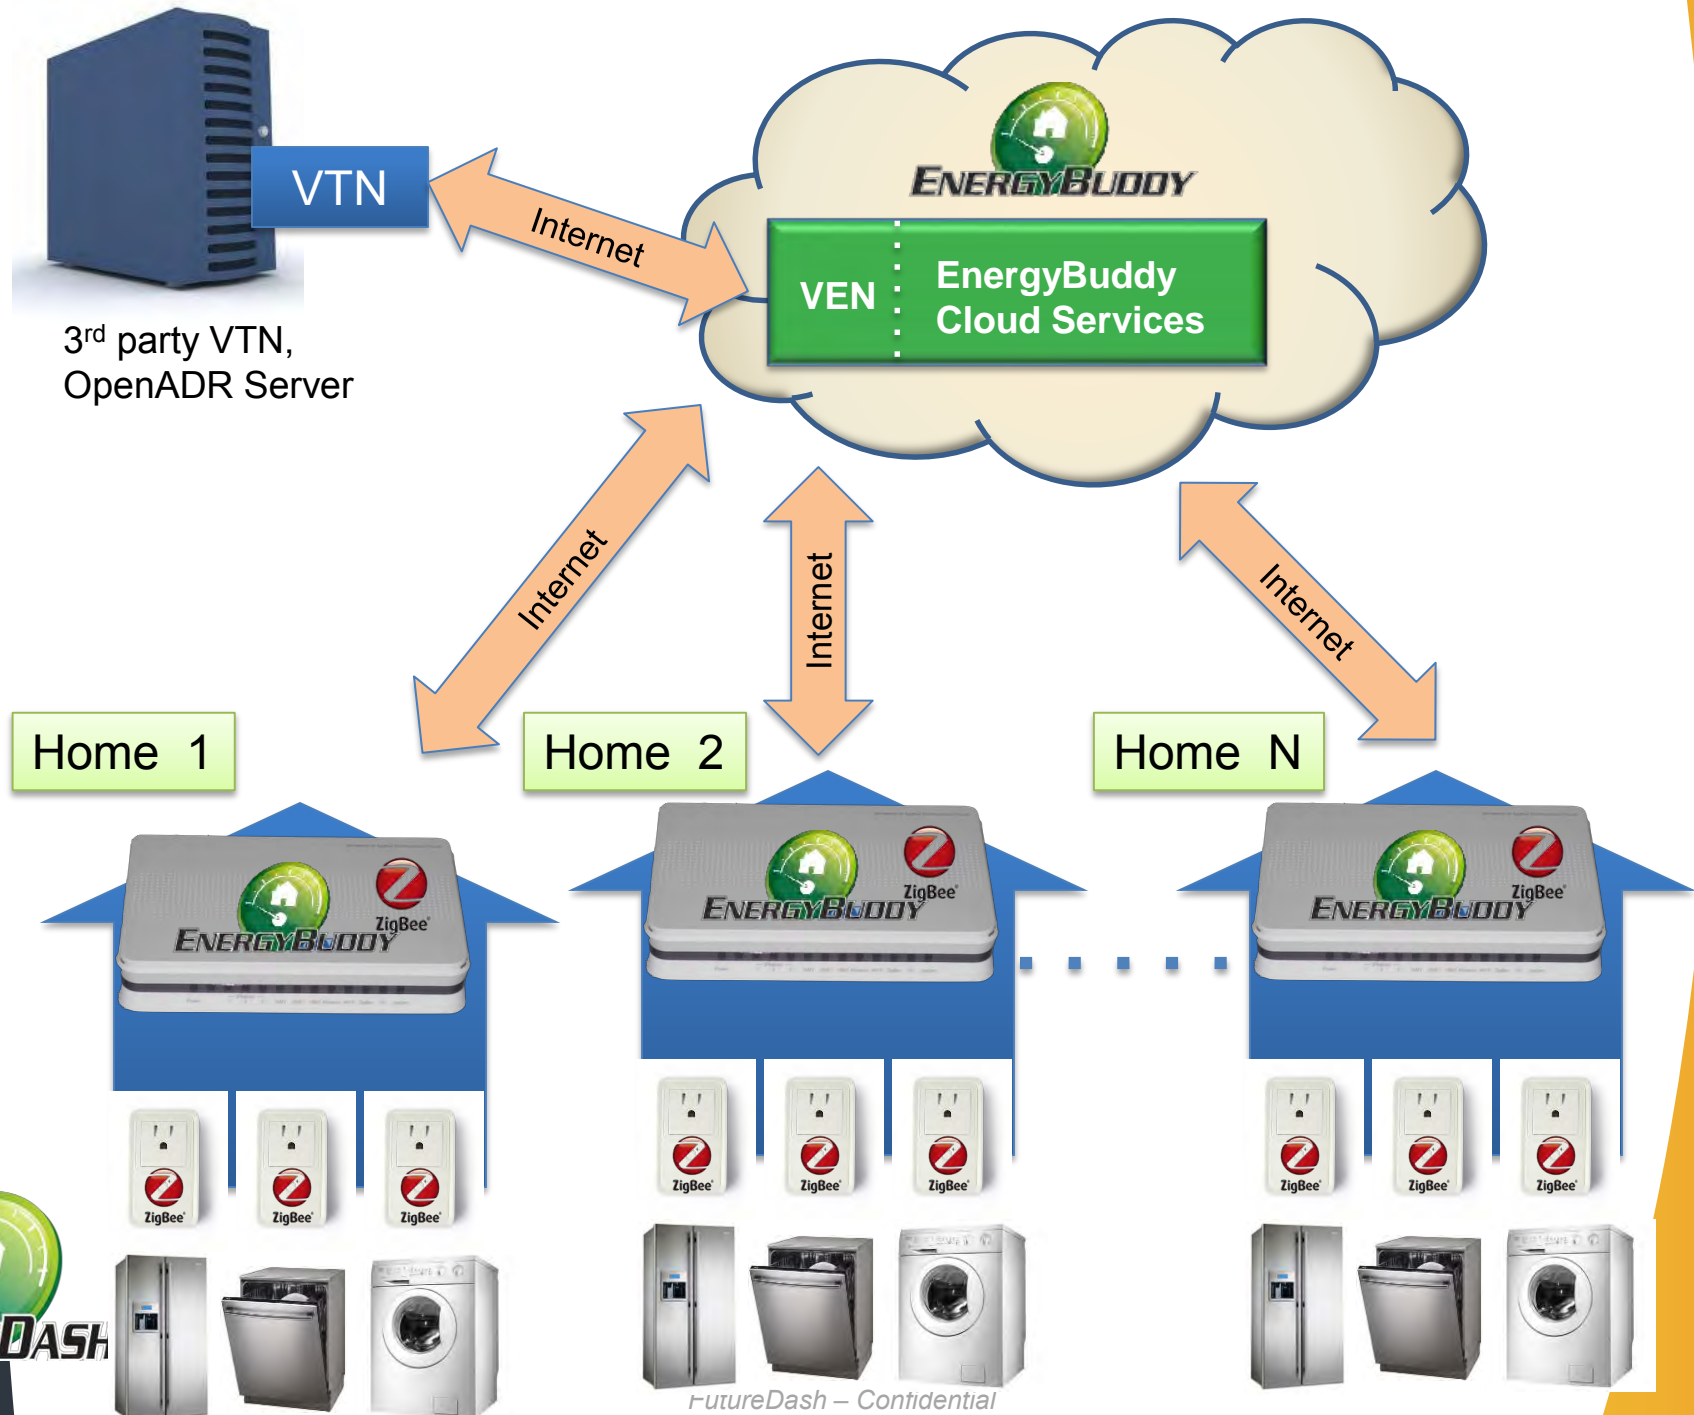 VTN
Internet
ENERGYBUDDY
VEN
EnergyBuddy
Cloud Services
3rd party VTN,
OpenADR Server
Internet
Internet
Internet
Home 1
Home 2
Home N
ZigBee
ENERGYBUDDY
ZigBee
ENERGYBUDDY
ZigBee
ENERGYBUDDY
ZigBee
ZigBee
ZigBee
ZigBee
ZigBee
ZigBee
ZigBee
ZigBee
ZigBee
DASH
FutureDash – Confidential